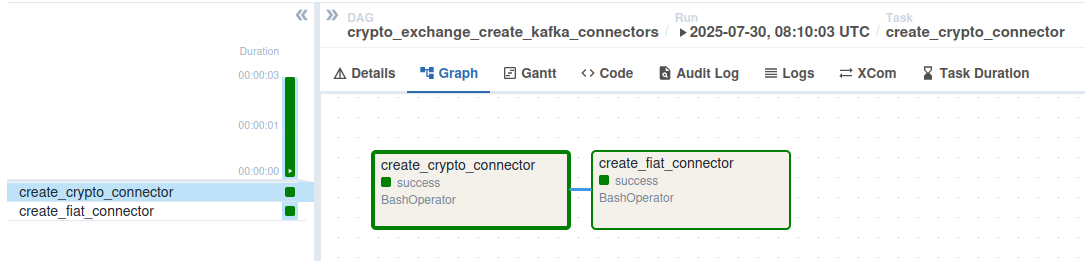 «
Duration
00:00:03
00:00:01
00:00:00
create_crypto_connector
create_fiat_connector
»
DAG
crypto_exchange_create_kafka_connectors
/
Run
2025-07-30, 08:10:03 UTC
/
Task
create_crypto_connector
Details
Graph
Gantt
<> Code
Audit Log
Logs
XCom
Task Duration
create_crypto_connector
success
BashOperator
create_fiat_connector
success
BashOperator